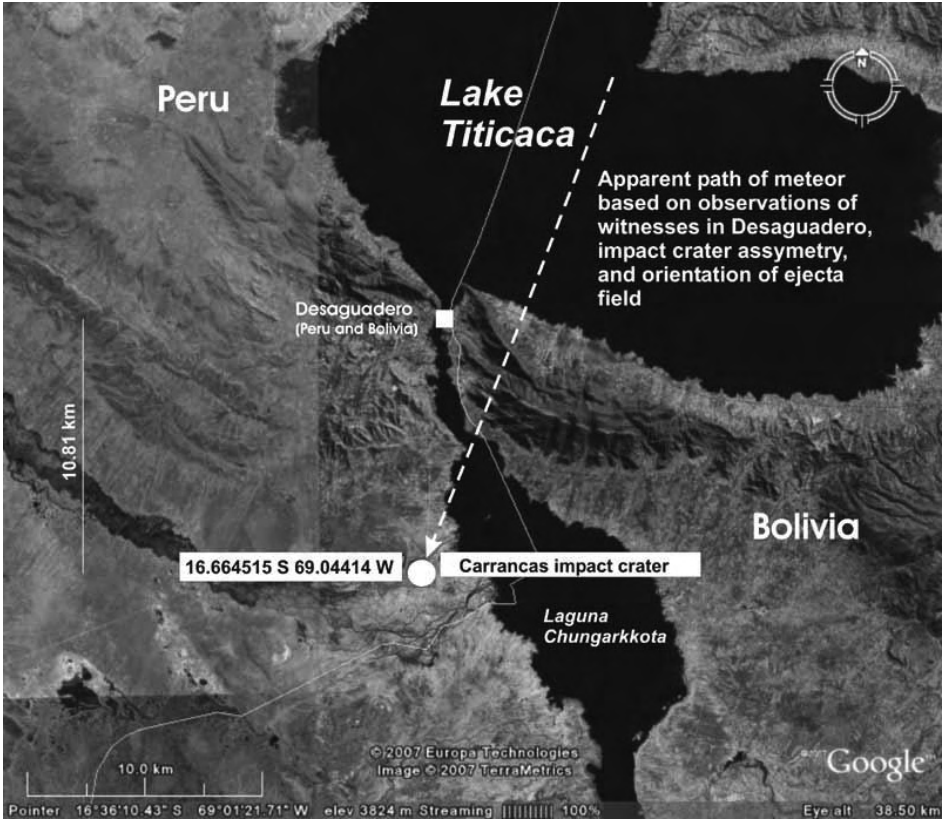 Peru
Lake
Titicaca
N
Apparent path of meteor
based on observations of
witnesses in Desaguadero,
impact crater assymetry,
and orientation of ejecta
field
Desaguadero
(Peru and Bolivia)
10.81 km
Bolivia
16.664515 S 69.04414 W
Carrancas impact crater
Laguna
Chungarkkota
© 2007 Europa Technologies
Image © 2007 TerraMetrics
Google
10.0 km
Pointer 16°36'10.43" S 69°01'21.71" W elev 3824 m Streaming 100% Eye alt 38.50 km